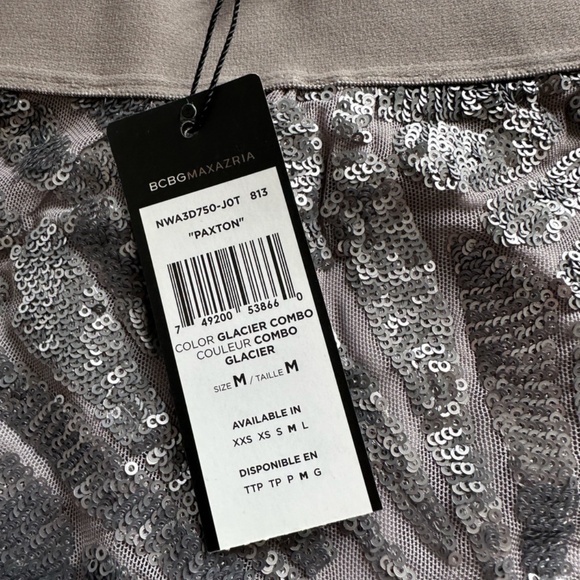 BCBGMAXAZRIA
NWA3D750-J0T 813
"PAXTON"
7 49200 53866 0
COLOR GLACIER COMBO
COULEUR COMBO
GLACIER
SIZE M / TAILLE M
AVAILABLE IN
XXS XS S M L
DISPONIBLE EN
TTP TP P M G